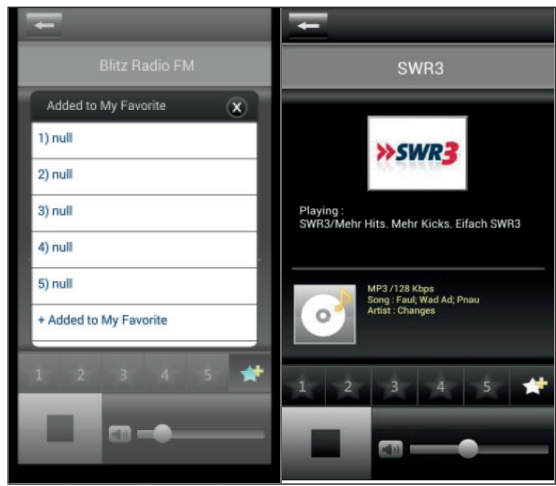 Blitz Radio FM
Added to My Favorite
X
1) null
2) null
3) null
4) null
5) null
+ Added to My Favorite
1 2 3 4 5
SWR3
»SWR3
Playing :
SWR3/Mehr Hits. Mehr Kicks. Eifach SWR3
MP3 /128 Kbps
Song : Faul; Wad Ad; Pnau
Artist : Changes
1 2 3 4 5